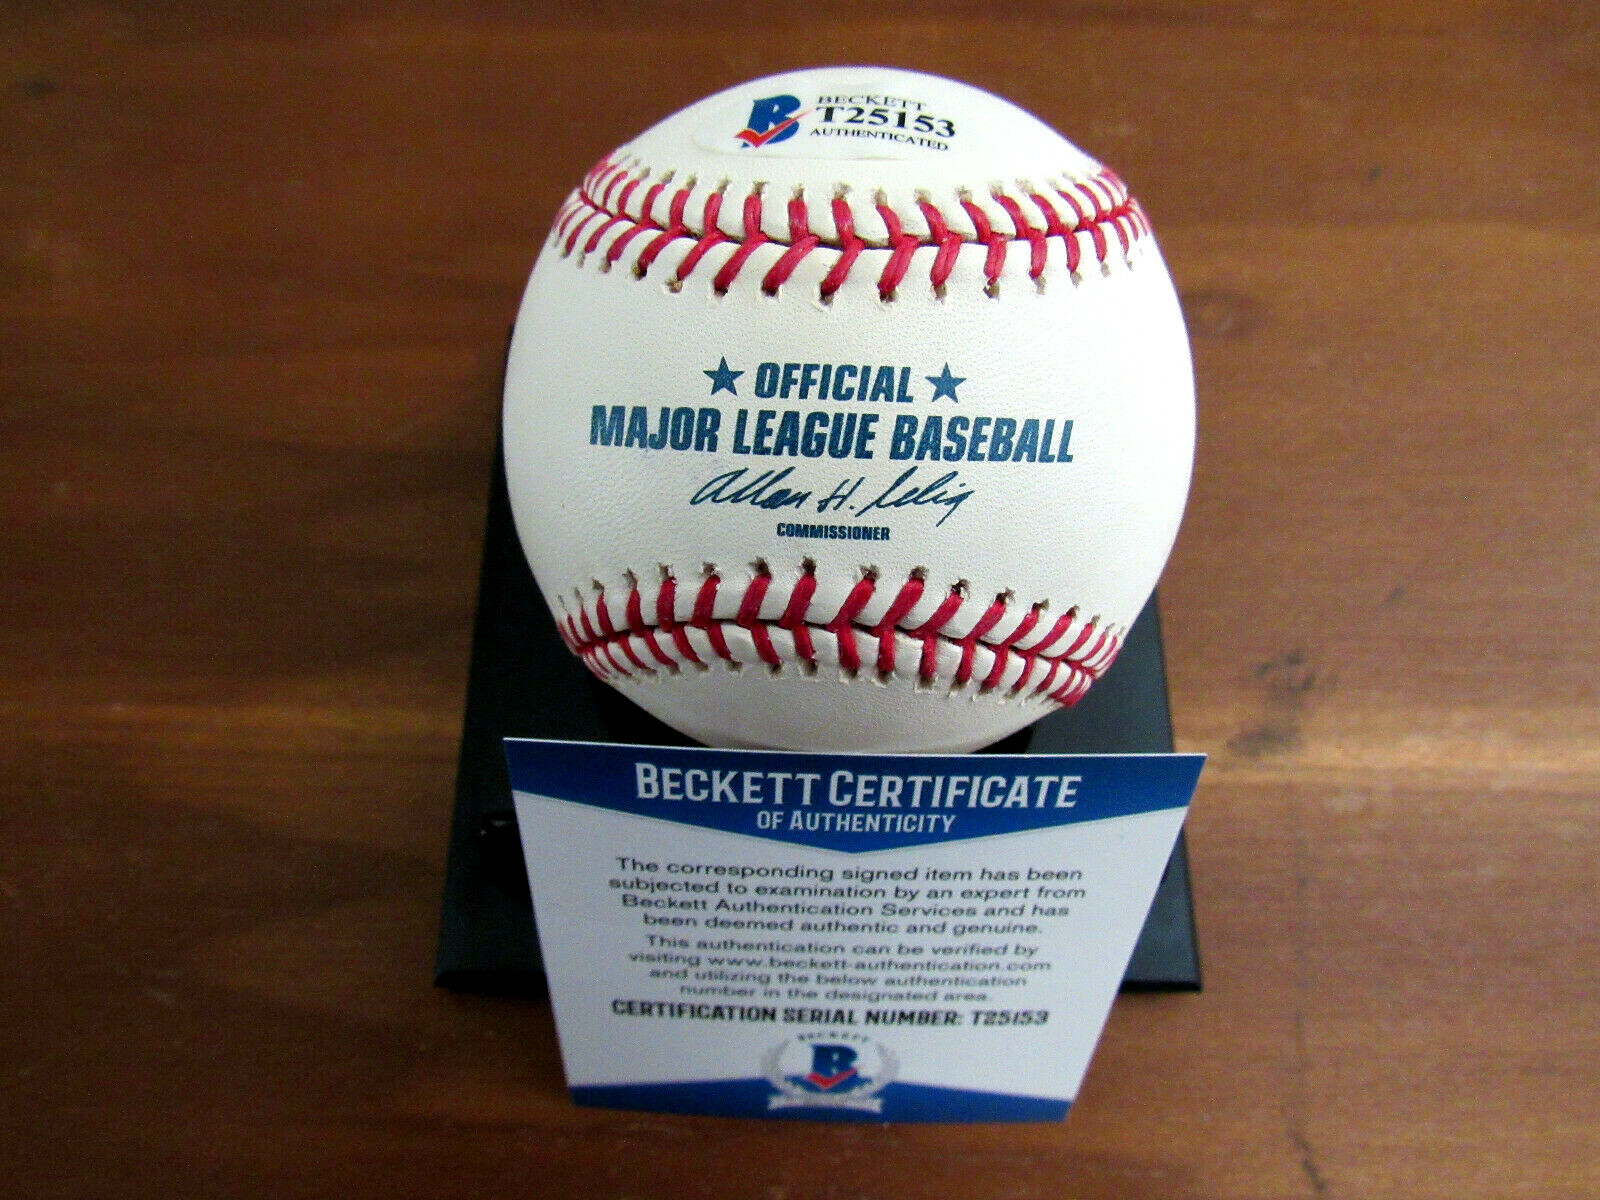 BECKETT
T25153
AUTHENTICATED
★ OFFICIAL ★
MAJOR LEAGUE BASEBALL
Allan H. Selig
COMMISSIONER
BECKETT CERTIFICATE
OF AUTHENTICITY
The corresponding signed item has been
subjected to examination by an expert from
Beckett Authentication Services and has
been deemed authentic and genuine.
This authentication can be verified by
visiting www.beckett-authentication.com
and utilizing the below authentication
number in the designated area.
CERTIFICATION SERIAL NUMBER: T25153
BECKETT